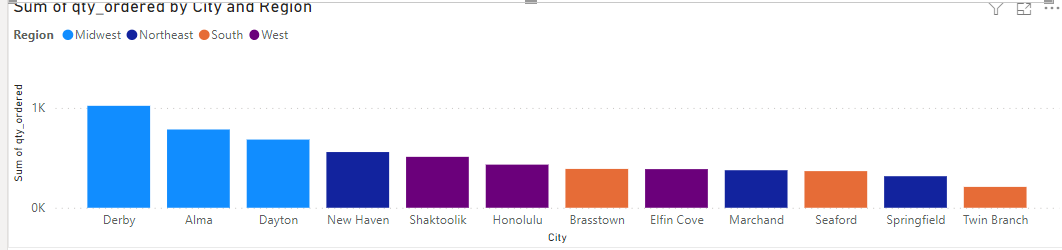 Sum of qty_ordered by City and Region
Region Midwest Northeast South West
Sum of qty_ordered
1K
0K
Derby Alma Dayton New Haven Shaktoolik Honolulu Brasstown Elfin Cove Marchand Seaford Springfield Twin Branch
City